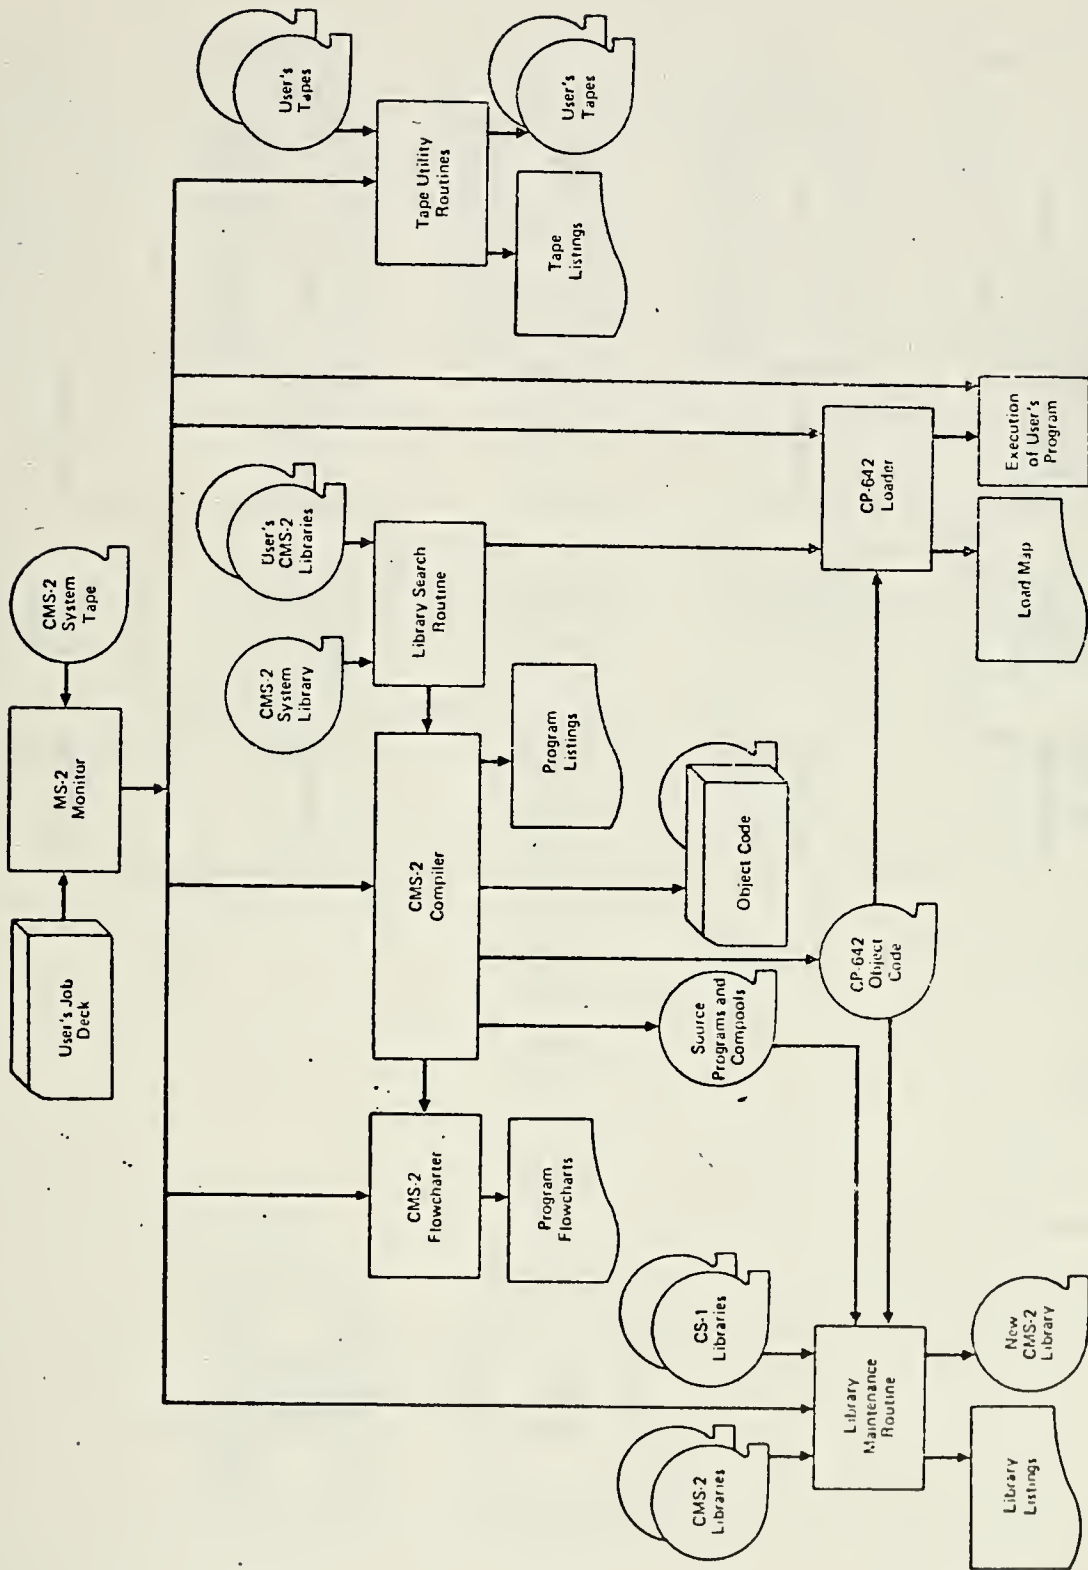 User's Job
Deck
MS-2
Monitor
CMS-2
System
Tape
CMS-2
Libraries
CS-1
Libraries
Library
Maintenance
Routine
Library
Listings
New
CMS-2
Library
CMS-2
Flowcharter
Program
Flowcharts
CMS-2
Compiler
Source
Programs and
Compools
CP-642
Object
Code
Object Code
Program
Listings
CMS-2
System
Library
User's
CMS-2
Libraries
Library Search
Routine
CP-642
Loader
Load Map
Execution
of User's
Program
User's
Tapes
Tape Utility
Routines
Tape
Listings
User's
Tapes